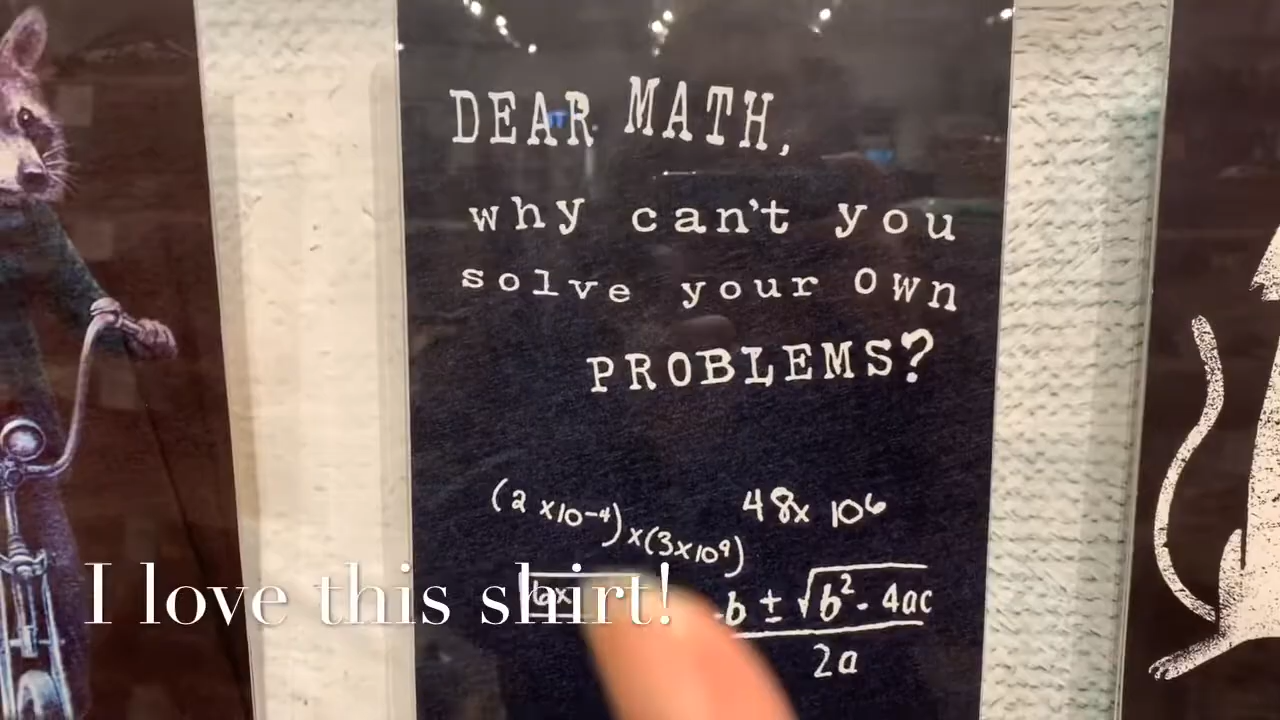 DEAR MATH,
why can't you
solve your own
PROBLEMS?
(2 x10-⁴) x (3x10⁹)
48x 10⁶
-b ± √b² - 4ac
2a
I love this shirt!